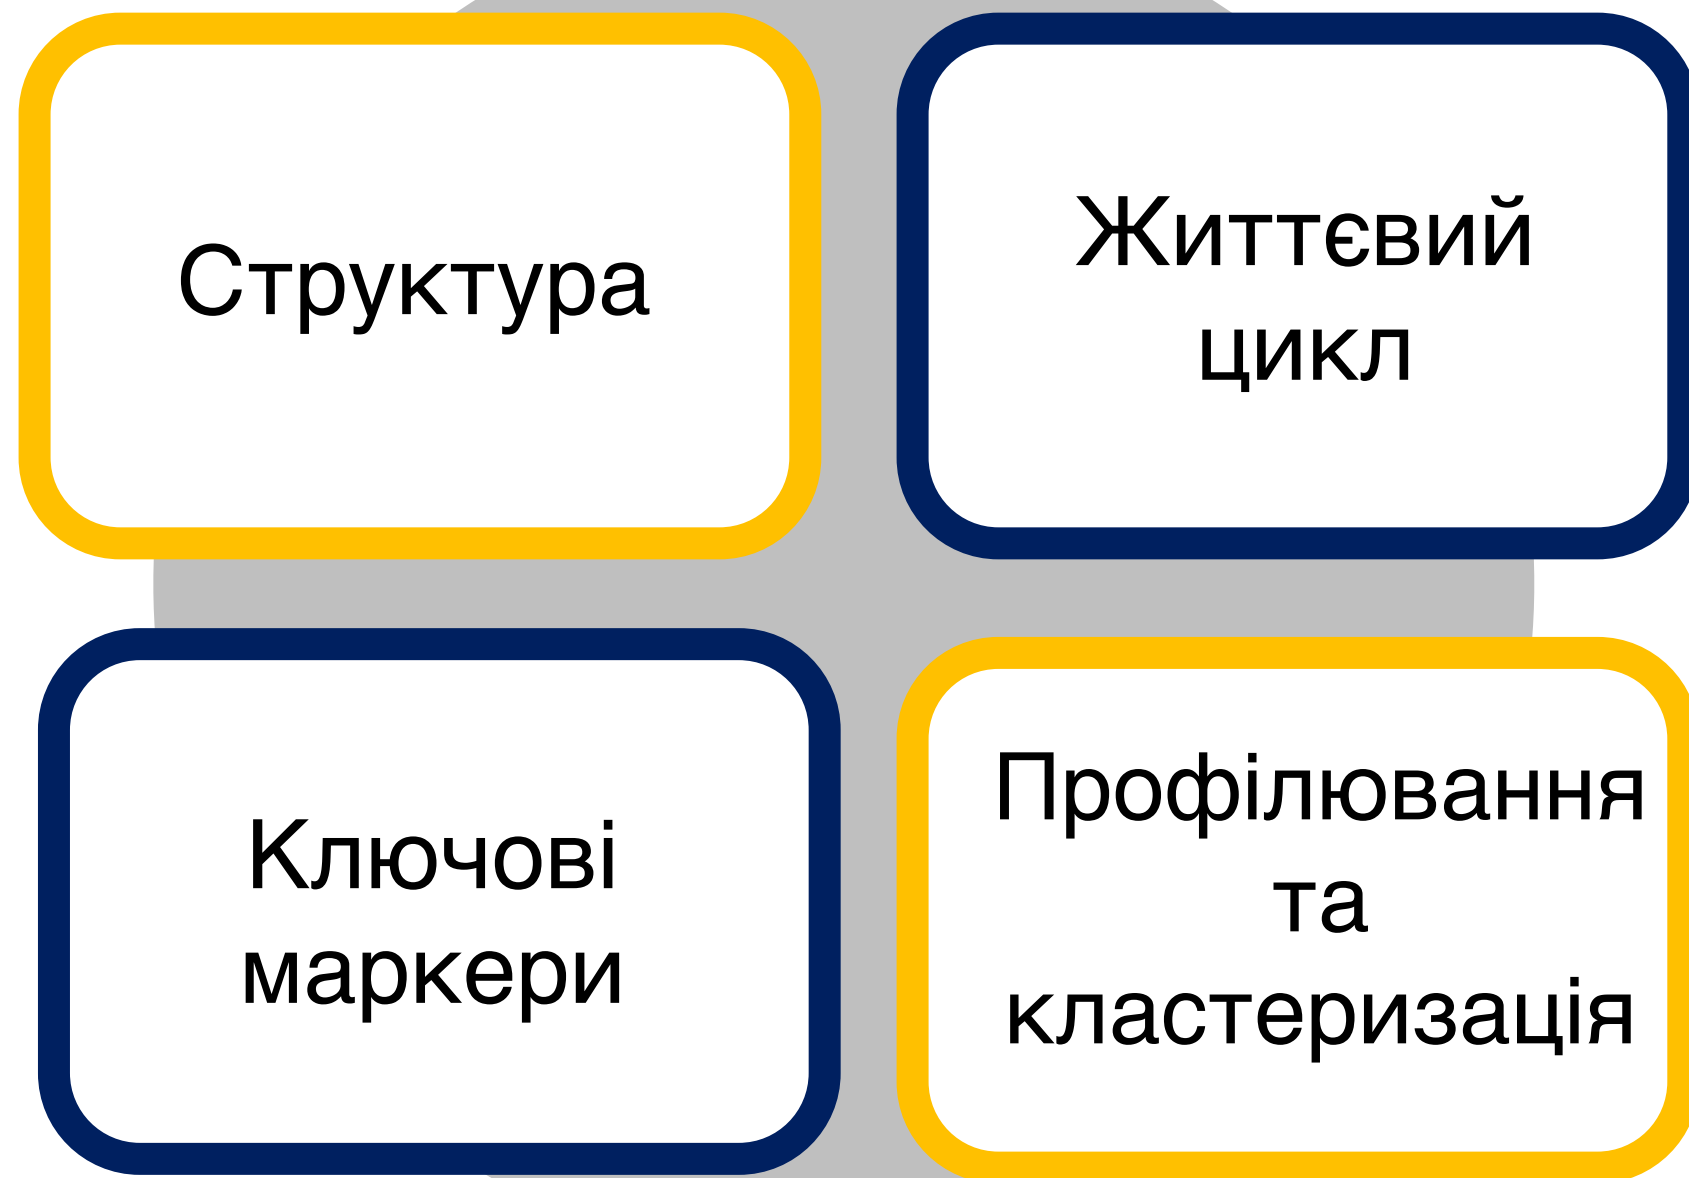 Структура
Життєвий
цикл
Ключові
маркери
Профілювання
та
кластеризація